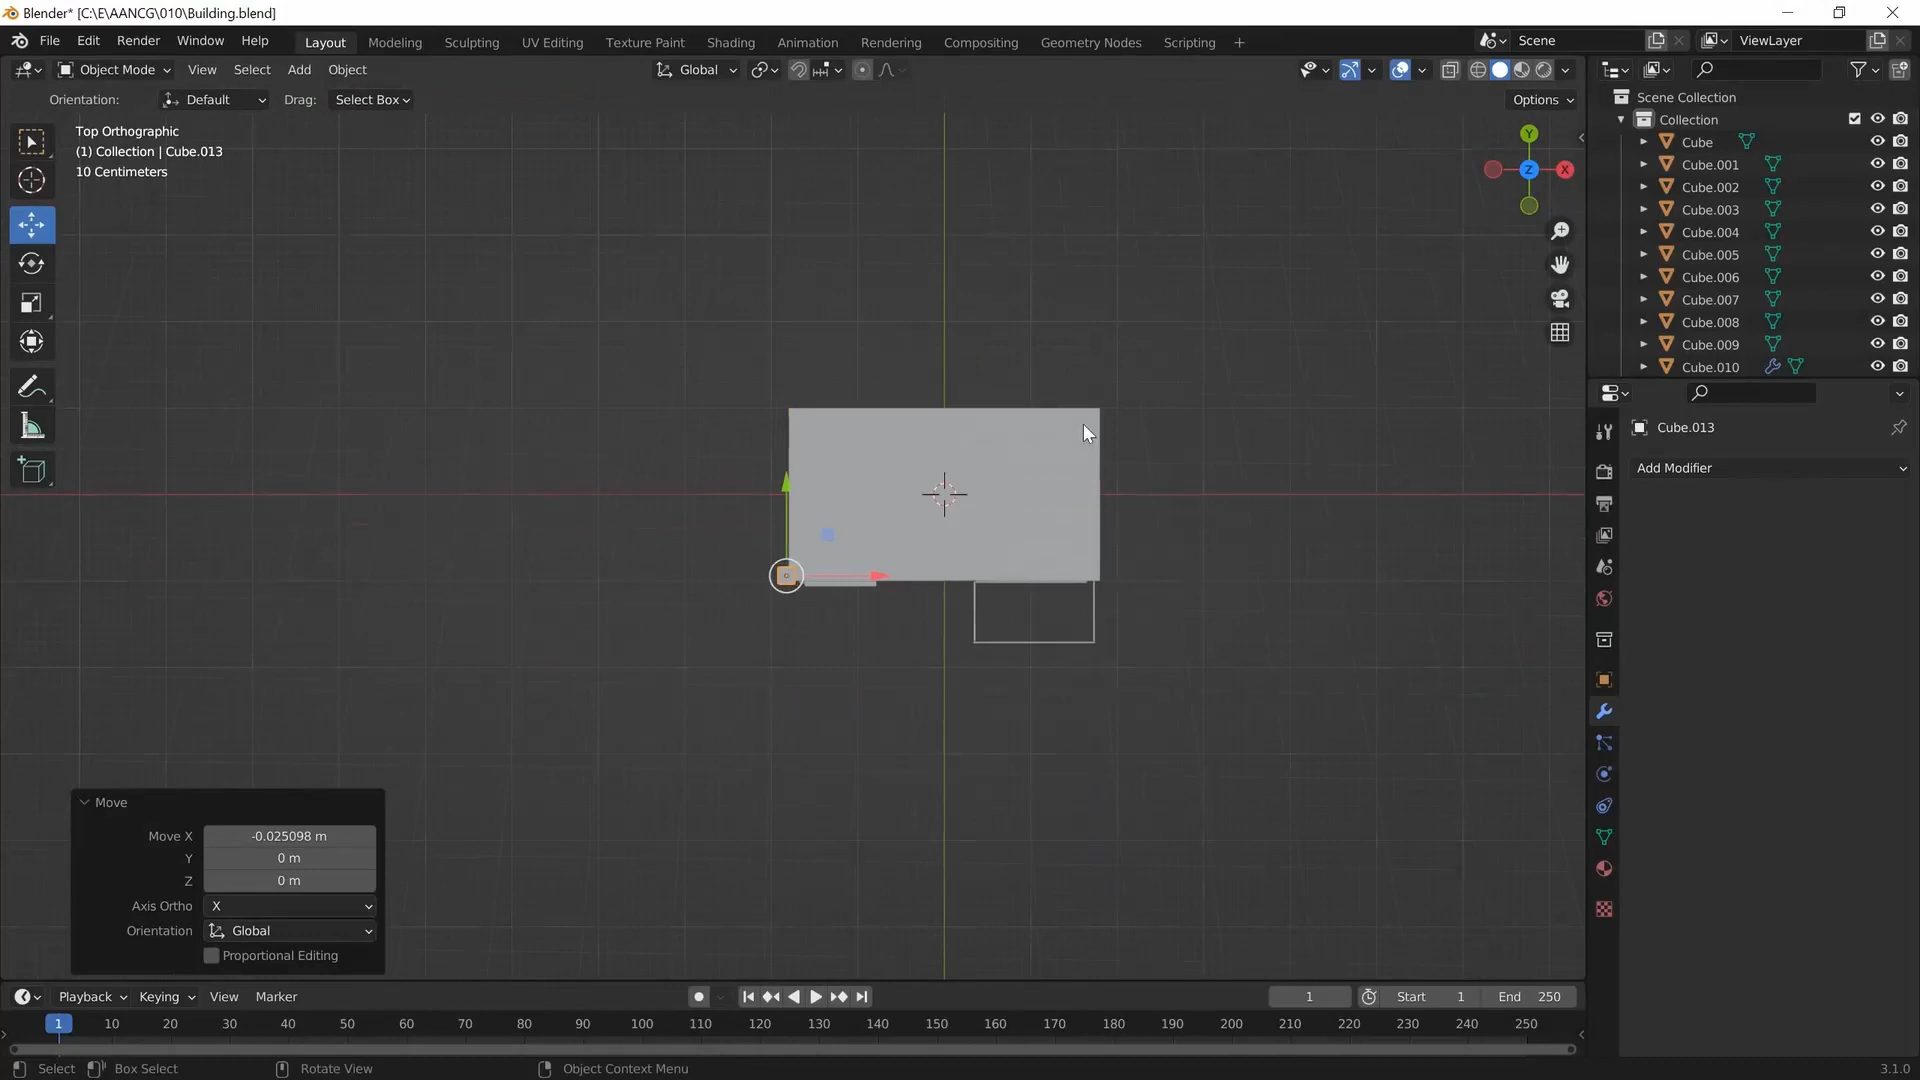 Blender* [C:\E\AANCG\010\Building.blend]
File Edit Render Window Help Layout Modeling Sculpting UV Editing Texture Paint Shading Animation Rendering Compositing Geometry Nodes Scripting + Scene ViewLayer
Object Mode View Select Add Object Global
Orientation: Default Drag: Select Box Options
Top Orthographic
(1) Collection | Cube.013
10 Centimeters
Y
Z X
Scene Collection
Collection
Cube
Cube.001
Cube.002
Cube.003
Cube.004
Cube.005
Cube.006
Cube.007
Cube.008
Cube.009
Cube.010
Cube.013
Add Modifier
Move
Move X -0.025098 m
Y 0 m
Z 0 m
Axis Ortho X
Orientation Global
Proportional Editing
Playback Keying View Marker 1 Start 1 End 250
1 10 20 30 40 50 60 70 80 90 100 110 120 130 140 150 160 170 180 190 200 210 220 230 240 250
Select Box Select Rotate View Object Context Menu 3.1.0